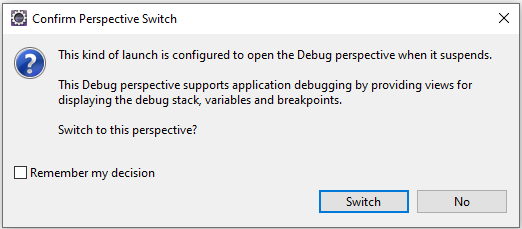 Confirm Perspective Switch
This kind of launch is configured to open the Debug perspective when it suspends.
This Debug perspective supports application debugging by providing views for
displaying the debug stack, variables and breakpoints.
Switch to this perspective?
Remember my decision
Switch No